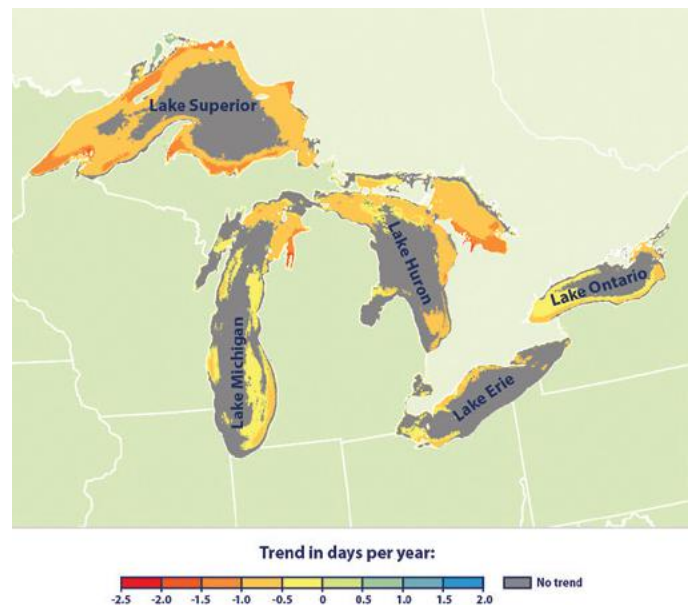 Lake Superior
Lake Huron
Lake Ontario
Lake Michigan
Lake Erie
Trend in days per year:
-2.5 -2.0 -1.5 -1.0 -0.5 0 0.5 1.0 1.5 2.0 No trend